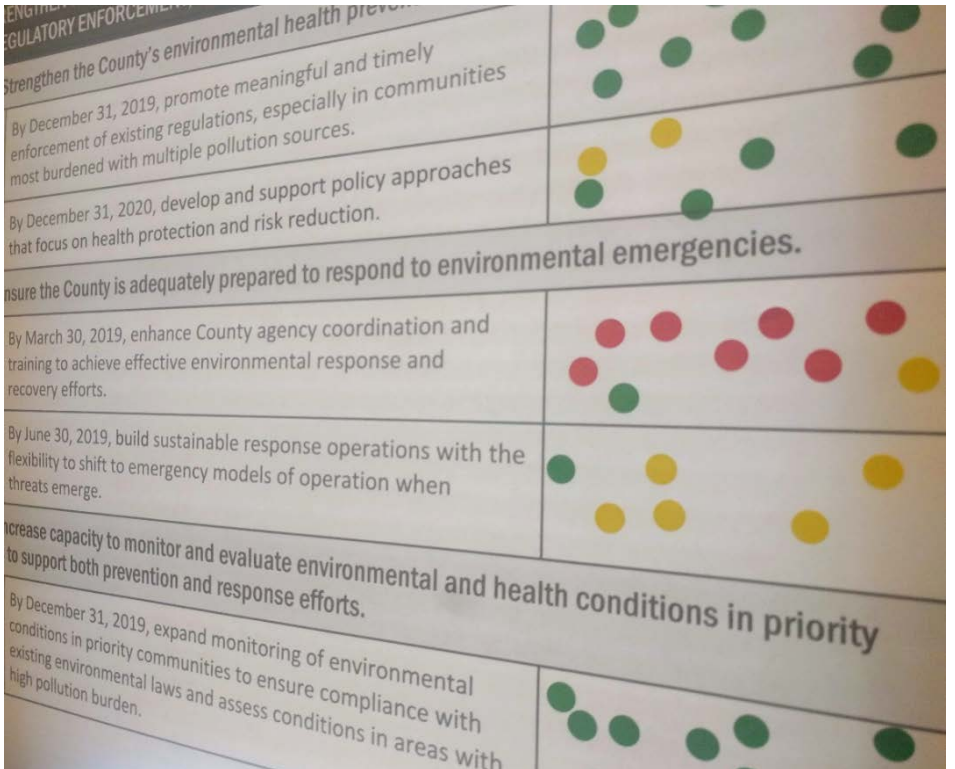 REGULATORY ENFORCEMENT,
Strengthen the County's environmental health
By December 31, 2019, promote meaningful and timely
enforcement of existing regulations, especially in communities
most burdened with multiple pollution sources.
By December 31, 2020, develop and support policy approaches
that focus on health protection and risk reduction.
nsure the County is adequately prepared to respond to environmental emergencies.
By March 30, 2019, enhance County agency coordination and
training to achieve effective environmental response and
recovery efforts.
By June 30, 2019, build sustainable response operations with the
flexibility to shift to emergency models of operation when
threats emerge.
ncrease capacity to monitor and evaluate environmental and health conditions in priority
to support both prevention and response efforts.
By December 31, 2019, expand monitoring of environmental
conditions in priority communities to ensure compliance with
existing environmental laws and assess conditions in areas with
high pollution burden.